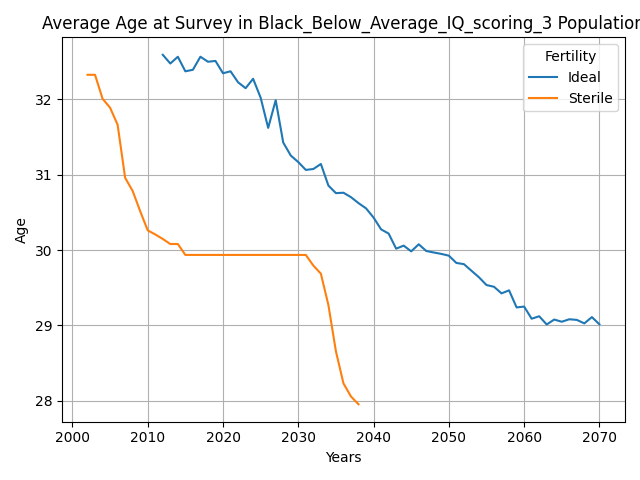 Average Age at Survey in Black_Below_Average_IQ_scoring_3 Population
Fertility
Ideal
Sterile
Age
32
31
30
29
28
2000 2010 2020 2030 2040 2050 2060 2070
Years